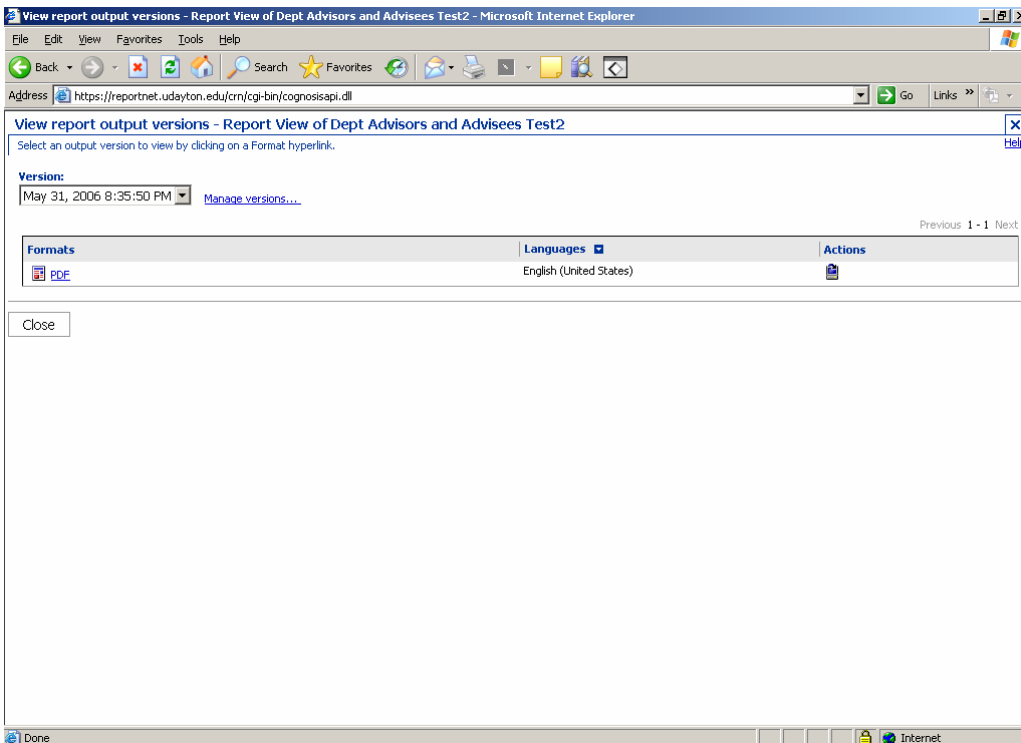 View report output versions - Report View of Dept Advisors and Advisees Test2 - Microsoft Internet Explorer
File Edit View Favorites Tools Help
Back Search Favorites
Address https://reportnet.udayton.edu/crn/cgi-bin/cognosisapi.dll Go Links »
View report output versions - Report View of Dept Advisors and Advisees Test2
Help
Select an output version to view by clicking on a Format hyperlink.
Version:
May 31, 2006 8:35:50 PM Manage versions...
Previous 1 - 1 Next
Formats Languages Actions
PDF English (United States)
Close
Done Internet